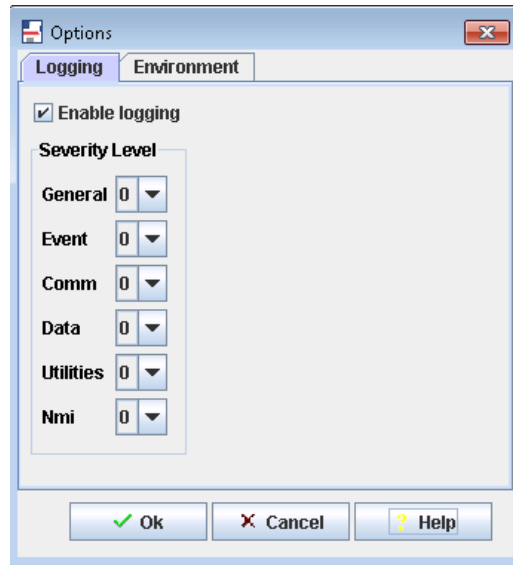 Options
Logging Environment
Enable logging
Severity Level
General 0
Event 0
Comm 0
Data 0
Utilities 0
Nmi 0
Ok Cancel ? Help